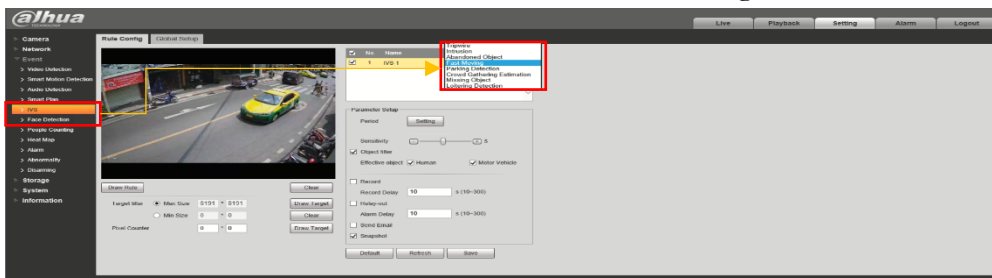 alhua
Live Playback Setting Alarm Logout
Camera
Network
Event
Video Detection
Smart Motion Detection
Audio Detection
Smart Plan
IVS
Face Detection
People Counting
Heat Map
Alarm
Abnormality
Disarming
Storage
System
Information
Rule Config Global Setup
Draw Rule Clear
Target filter Max Size 8191 * 8191 Draw Target
Min Size 0 * 0 Clear
Pixel Counter 0 * 0 Draw Target
No. Name
1 IVS-1
Tripwire
Intrusion
Abandoned Object
Fast Moving
Parking Detection
Crowd Gathering Estimation
Missing Object
Loitering Detection
Parameter Setup
Period Setting
Sensitivity - + 5
Object filter
Effective object Human Motor Vehicle
Record
Record Delay 10 s (10~300)
Relay-out
Alarm Delay 10 s (10~300)
Send Email
Snapshot
Default Refresh Save